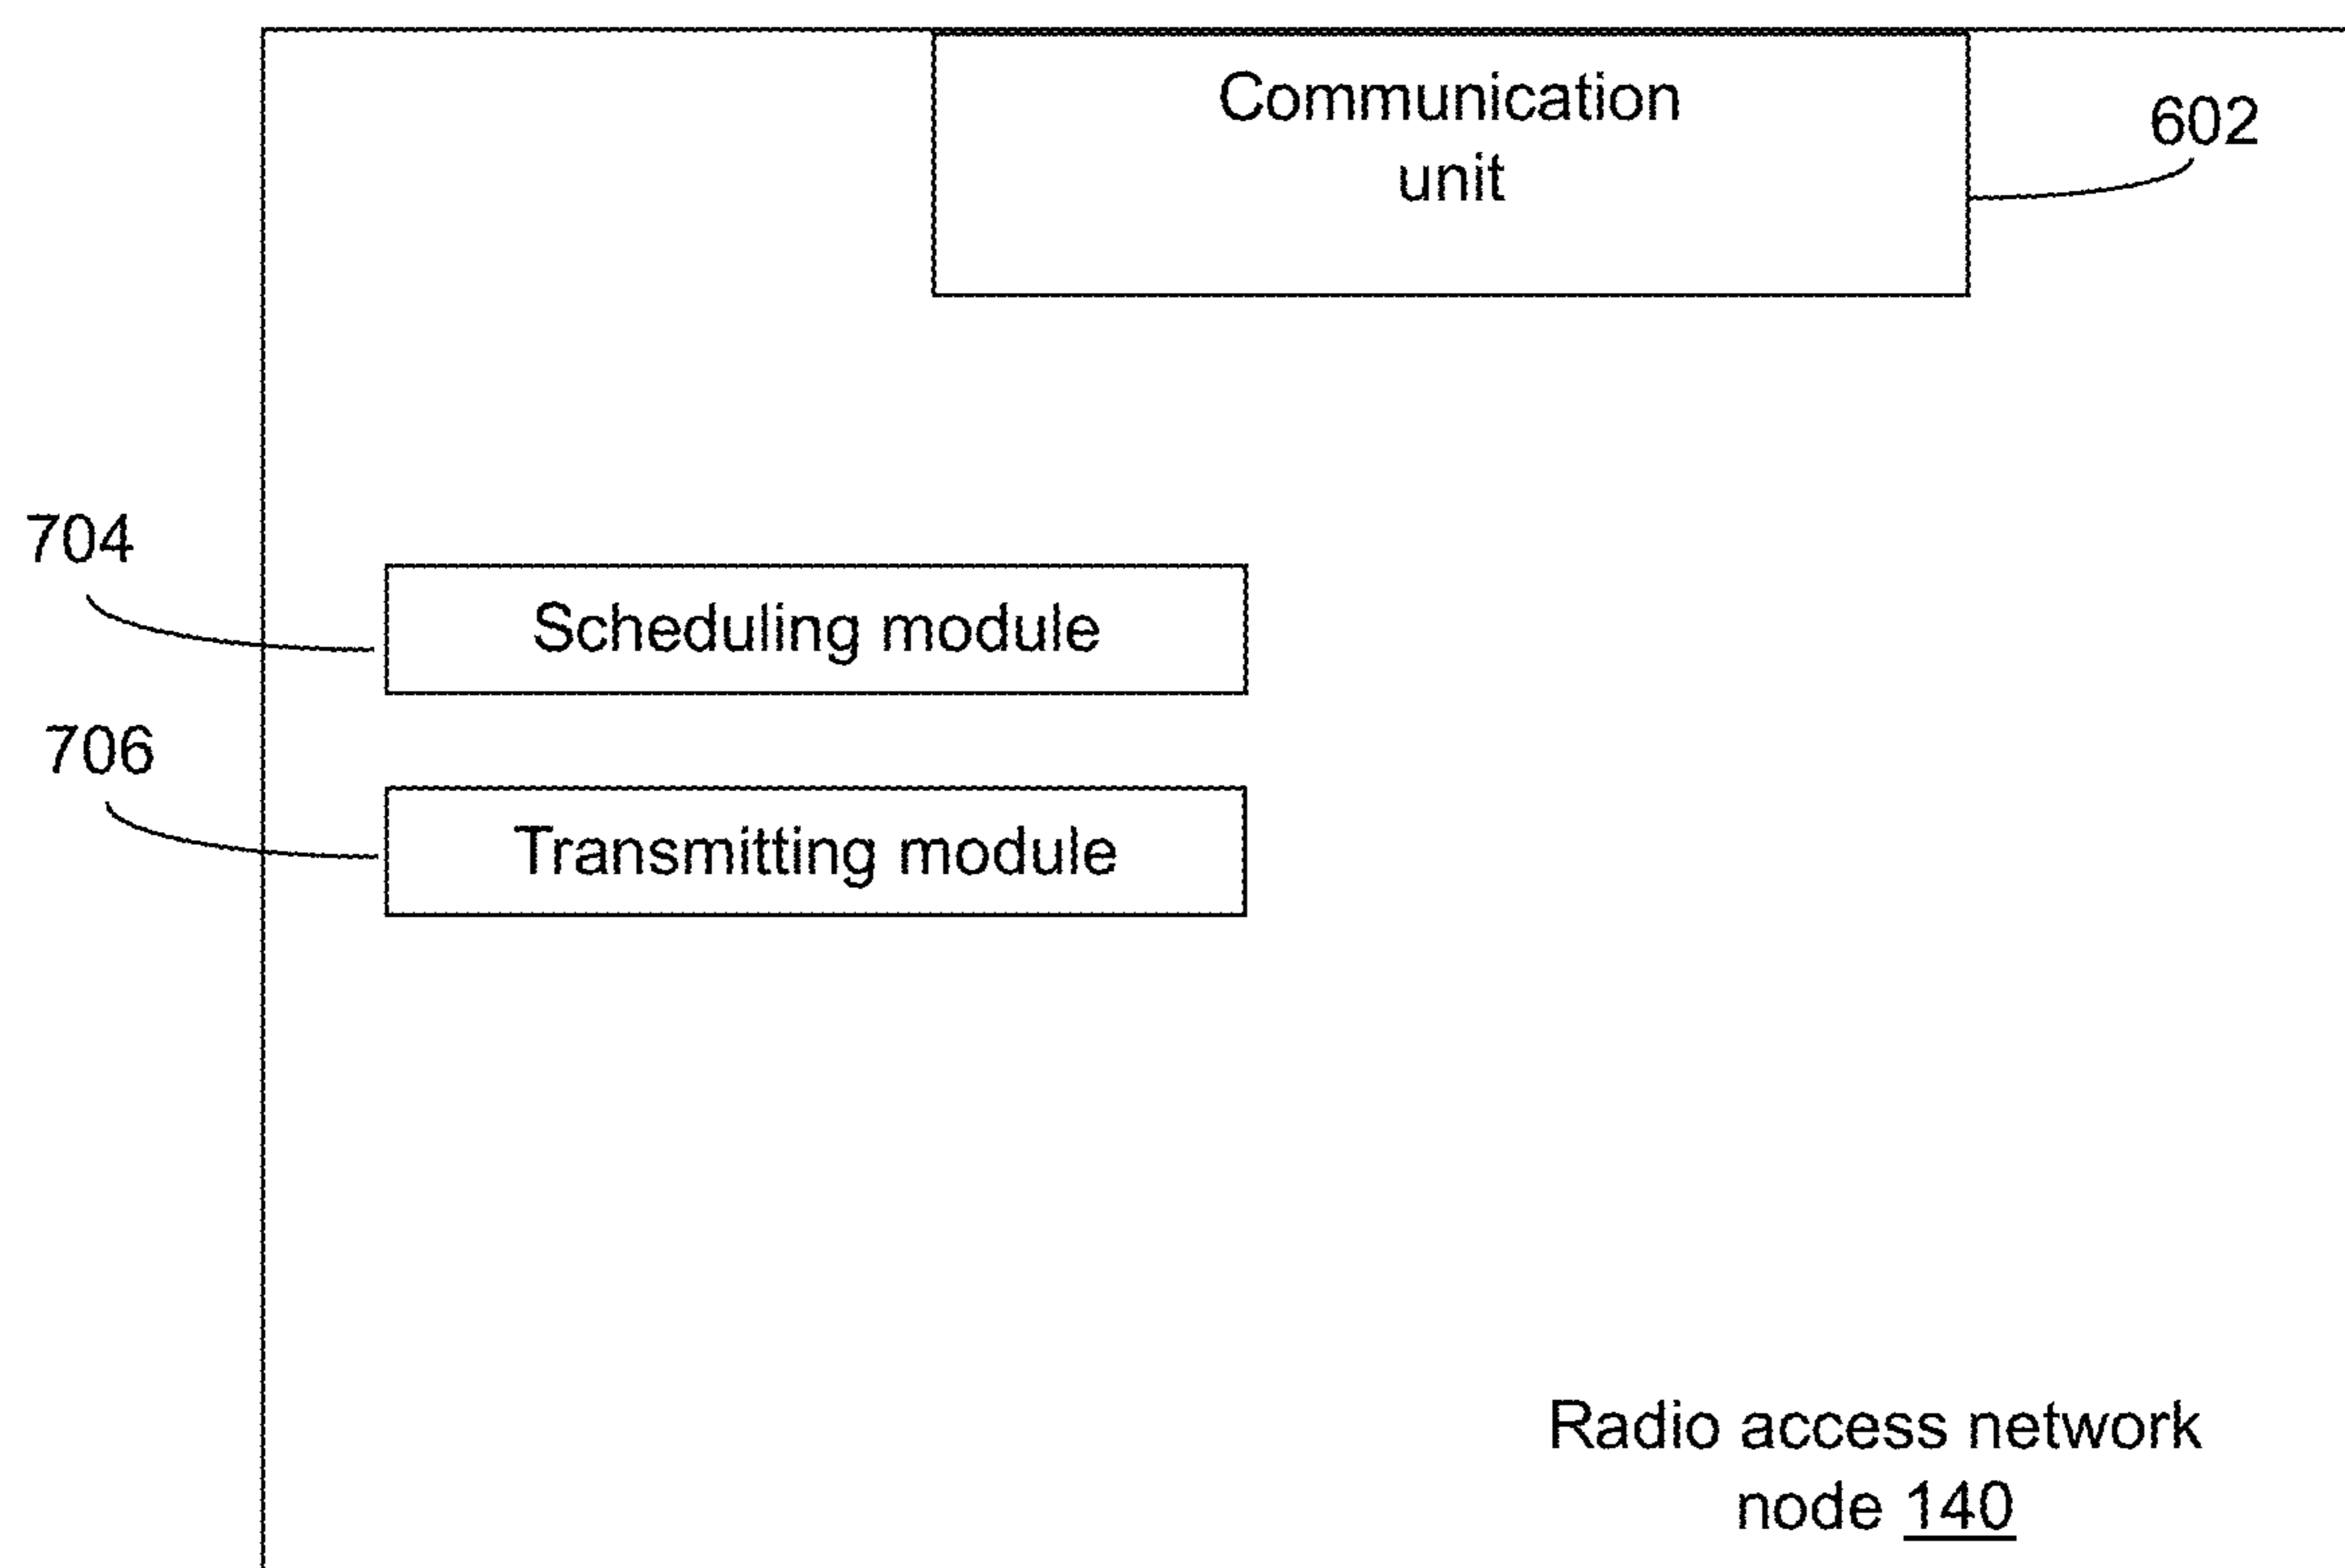 Communication
unit
602
704
Scheduling module
706
Transmitting module
Radio access network
node 140